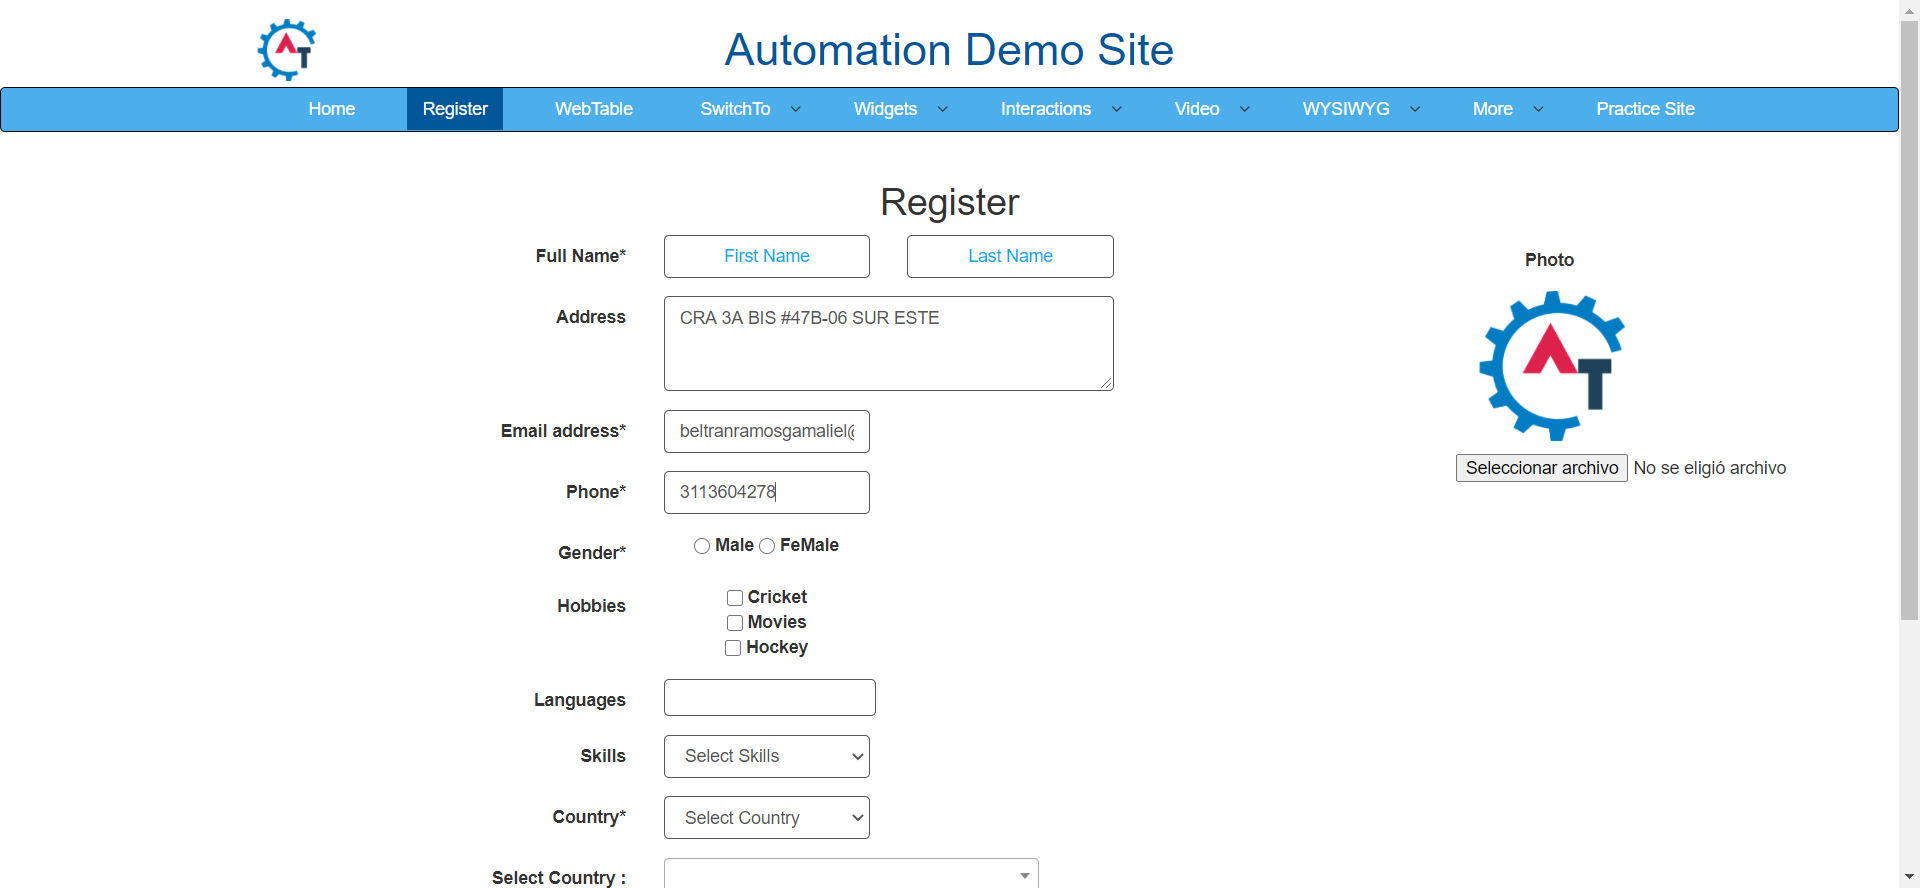 Automation Demo Site
Home Register WebTable SwitchTo Widgets Interactions Video WYSIWYG More Practice Site
Register
Full Name* First Name Last Name
Photo
Address CRA 3A BIS #47B-06 SUR ESTE
AT
Email address* beltranramosgamaliel@
Seleccionar archivo No se eligió archivo
Phone* 3113604278
Gender* Male FeMale
Hobbies Cricket
Movies
Hockey
Languages
Skills Select Skills
Country* Select Country
Select Country :